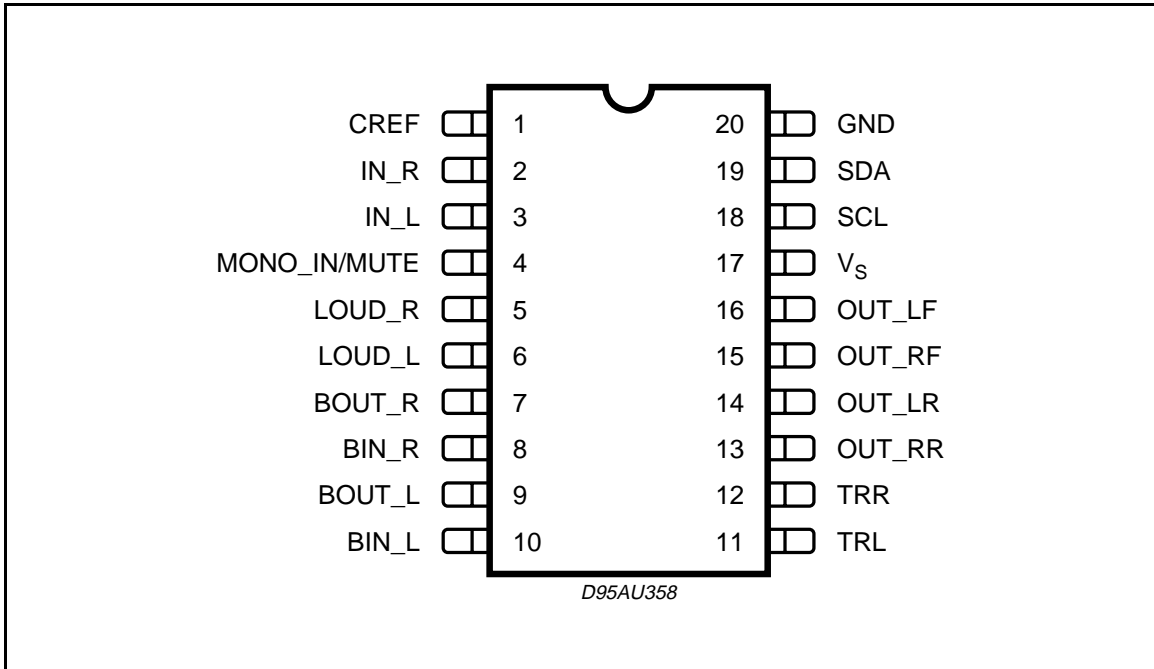 CREF 1 20 GND
IN_R 2 19 SDA
IN_L 3 18 SCL
MONO_IN/MUTE 4 17 VS
LOUD_R 5 16 OUT_LF
LOUD_L 6 15 OUT_RF
BOUT_R 7 14 OUT_LR
BIN_R 8 13 OUT_RR
BOUT_L 9 12 TRR
BIN_L 10 11 TRL
D95AU358